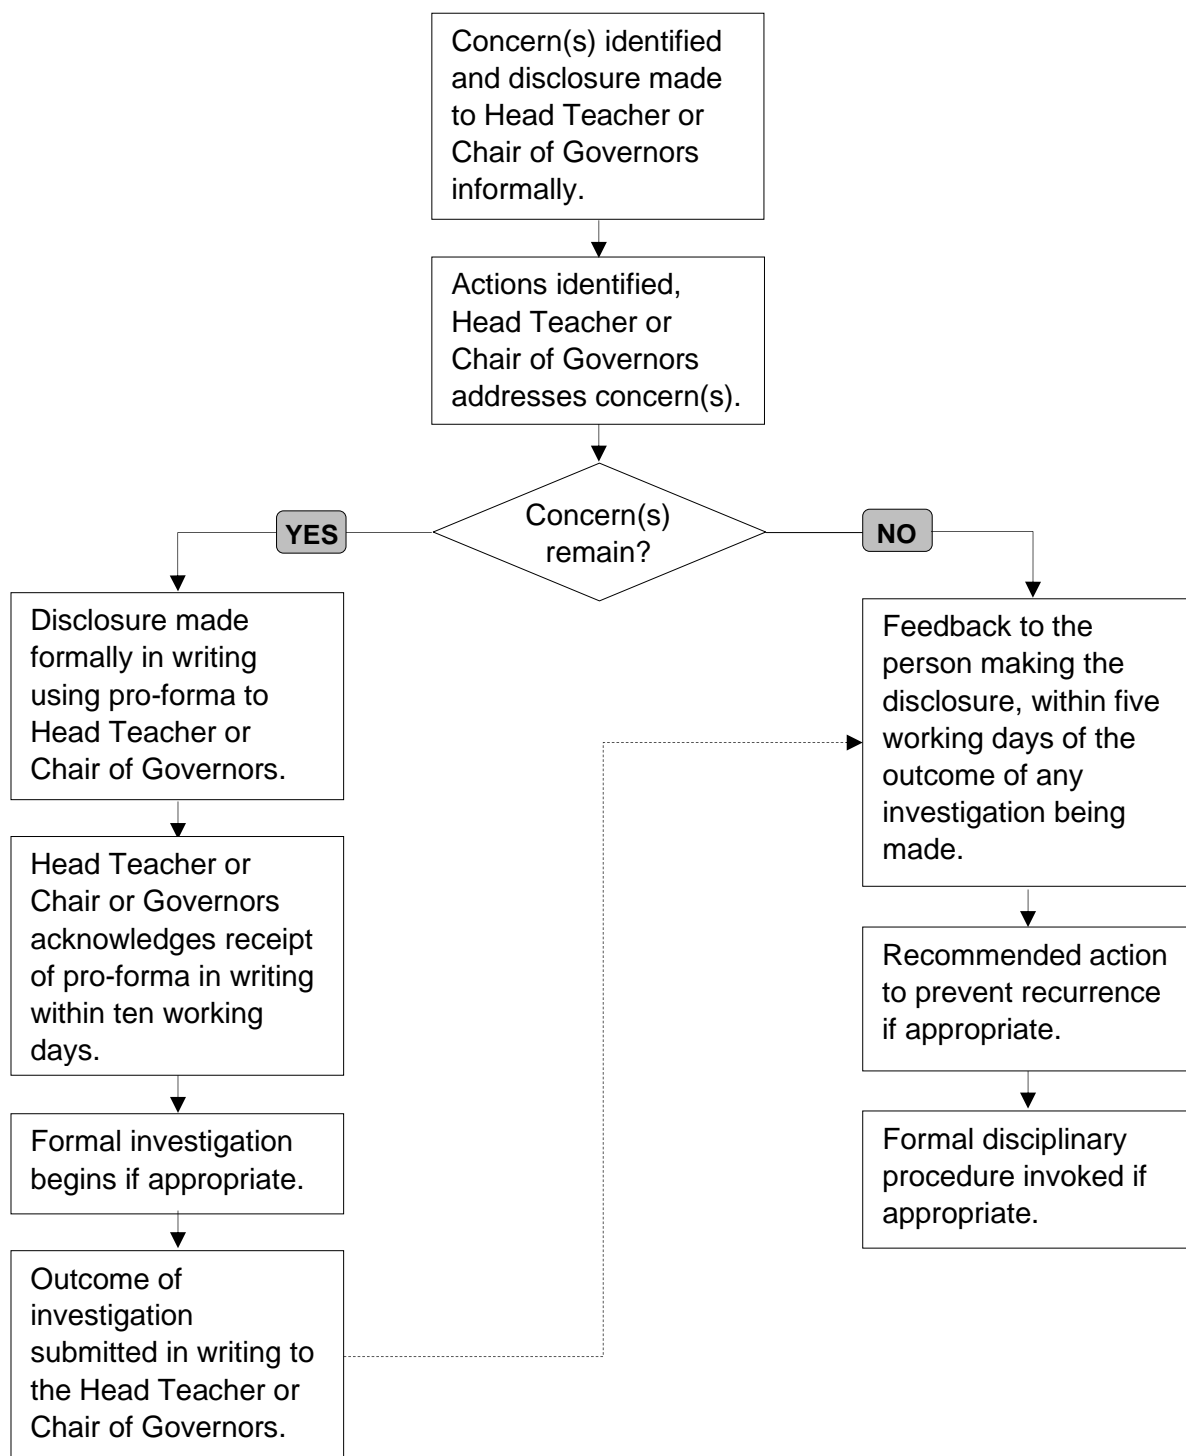 Concern(s) identified
and disclosure made
to Head Teacher or
Chair of Governors
informally.
Actions identified,
Head Teacher or
Chair of Governors
addresses concern(s).
Concern(s)
remain?
YES
NO
Disclosure made
formally in writing
using pro-forma to
Head Teacher or
Chair of Governors.
Head Teacher or
Chair or Governors
acknowledges receipt
of pro-forma in writing
within ten working
days.
Formal investigation
begins if appropriate.
Outcome of
investigation
submitted in writing to
the Head Teacher or
Chair of Governors.
Feedback to the
person making the
disclosure, within five
working days of the
outcome of any
investigation being
made.
Recommended action
to prevent recurrence
if appropriate.
Formal disciplinary
procedure invoked if
appropriate.